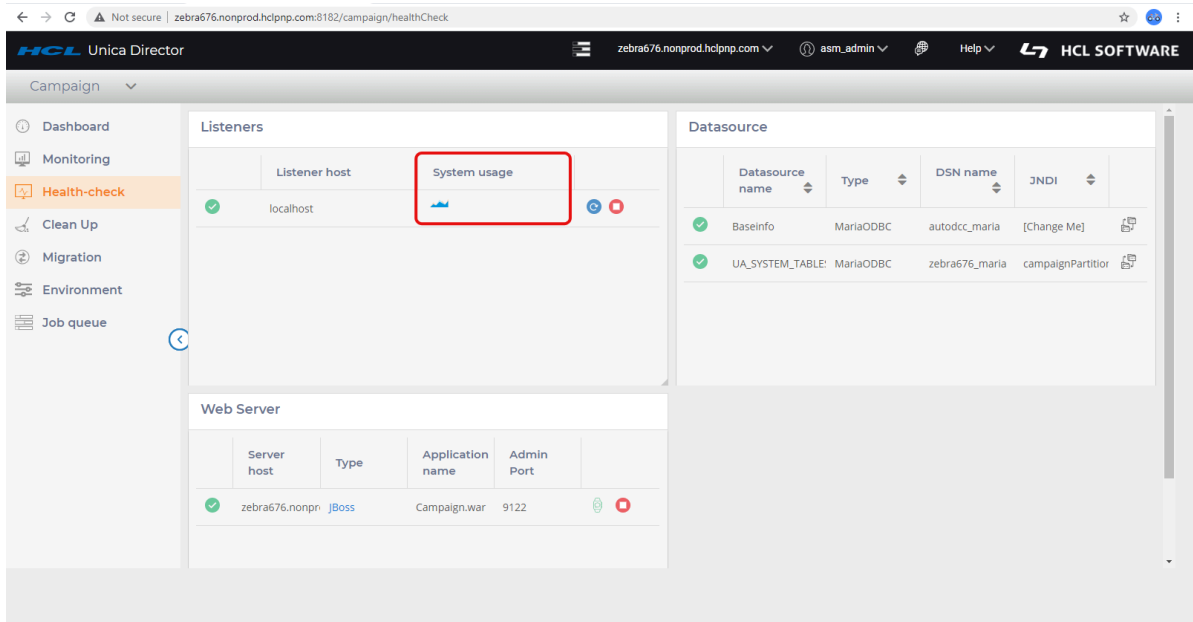 Not secure | zebra676.nonprod.hclpnp.com:8182/campaign/healthCheck
HCL Unica Director
zebra676.nonprod.hclpnp.com
asm_admin
Help
HCL SOFTWARE
Campaign
Dashboard
Monitoring
Health-check
Clean Up
Migration
Environment
Job queue
Listeners
Listener host
System usage
localhost
Datasource
Datasource name
Type
DSN name
JNDI
Baseinfo
MariaODBC
autodcc_maria
[Change Me]
UA_SYSTEM_TABLES
MariaODBC
zebra676_maria
campaignPartition
Web Server
Server host
Type
Application name
Admin Port
zebra676.nonpr
JBoss
Campaign.war
9122